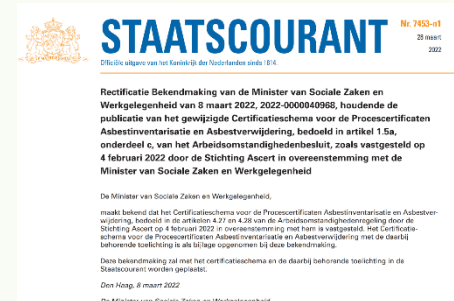 STAATSCOURANT
Nr. 7453-n1
28 maart
2022
Officiële uitgave van het Koninkrijk der Nederlanden sinds 1814.
Rectificatie Bekendmaking van de Minister van Sociale Zaken en
Werkgelegenheid van 8 maart 2022, 2022-0000040968, houdende de
publicatie van het gewijzigde Certificatieschema voor de Procescertificaten
Asbestinventarisatie en Asbestverwijdering, bedoeld in artikel 1.5a,
onderdeel c, van het Arbeidsomstandighedenbesluit, zoals vastgesteld op
4 februari 2022 door de Stichting Ascert in overeenstemming met de
Minister van Sociale Zaken en Werkgelegenheid
De Minister van Sociale Zaken en Werkgelegenheid,
maakt bekend dat het Certificatieschema voor de Procescertificaten Asbestinventarisatie en Asbestver-
wijdering, bedoeld in de artikelen 4.27 en 4.28 van de Arbeidsomstandighedenregeling door de
Stichting Ascert op 4 februari 2022 in overeenstemming met hem is vastgesteld. Het Certificatie-
schema voor de Procescertificaten Asbestinventarisatie en Asbestverwijdering met de daarbij
behorende toelichting is als bijlage opgenomen bij deze bekendmaking.
Deze bekendmaking zal met het certificatieschema en de daarbij behorende toelichting in de
Staatscourant worden geplaatst.
Den Haag, 8 maart 2022
De Minister van Sociale Zaken en Werkgelegenheid